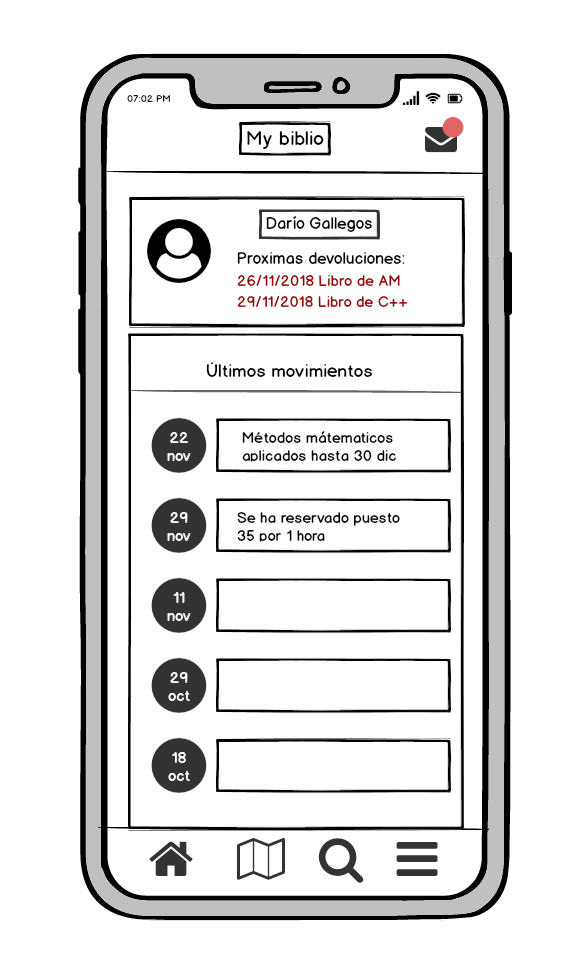 07:02 PM
My biblio
Darío Gallegos
Proximas devoluciones:
26/11/2018 Libro de AM
29/11/2018 Libro de C++
Últimos movimientos
22
nov
Métodos mátematicos
aplicados hasta 30 dic
29
nov
Se ha reservado puesto
35 por 1 hora
11
nov
29
oct
18
oct